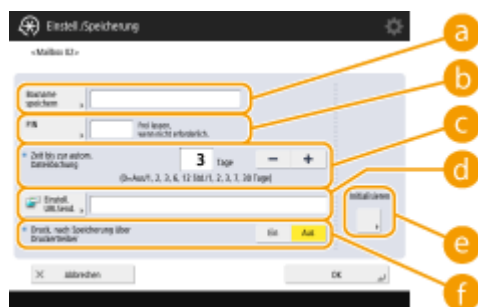 Einstell./Speicherung
<Mailbox 02>
a
b
Boxname
speichern
PIN
Frei lassen,
wenn nicht erforderlich.
c
Zeit bis zur autom.
Dateilöschung
3 Tage − +
(0=Aus/1, 2, 3, 6, 12 Std./1, 2, 3, 7, 30 Tage)
d
Einstell.
URL Send.
Initialisieren
e
Druck. nach Speicherung über
Druckertreiber
Ein Aus
Abbrechen OK
f